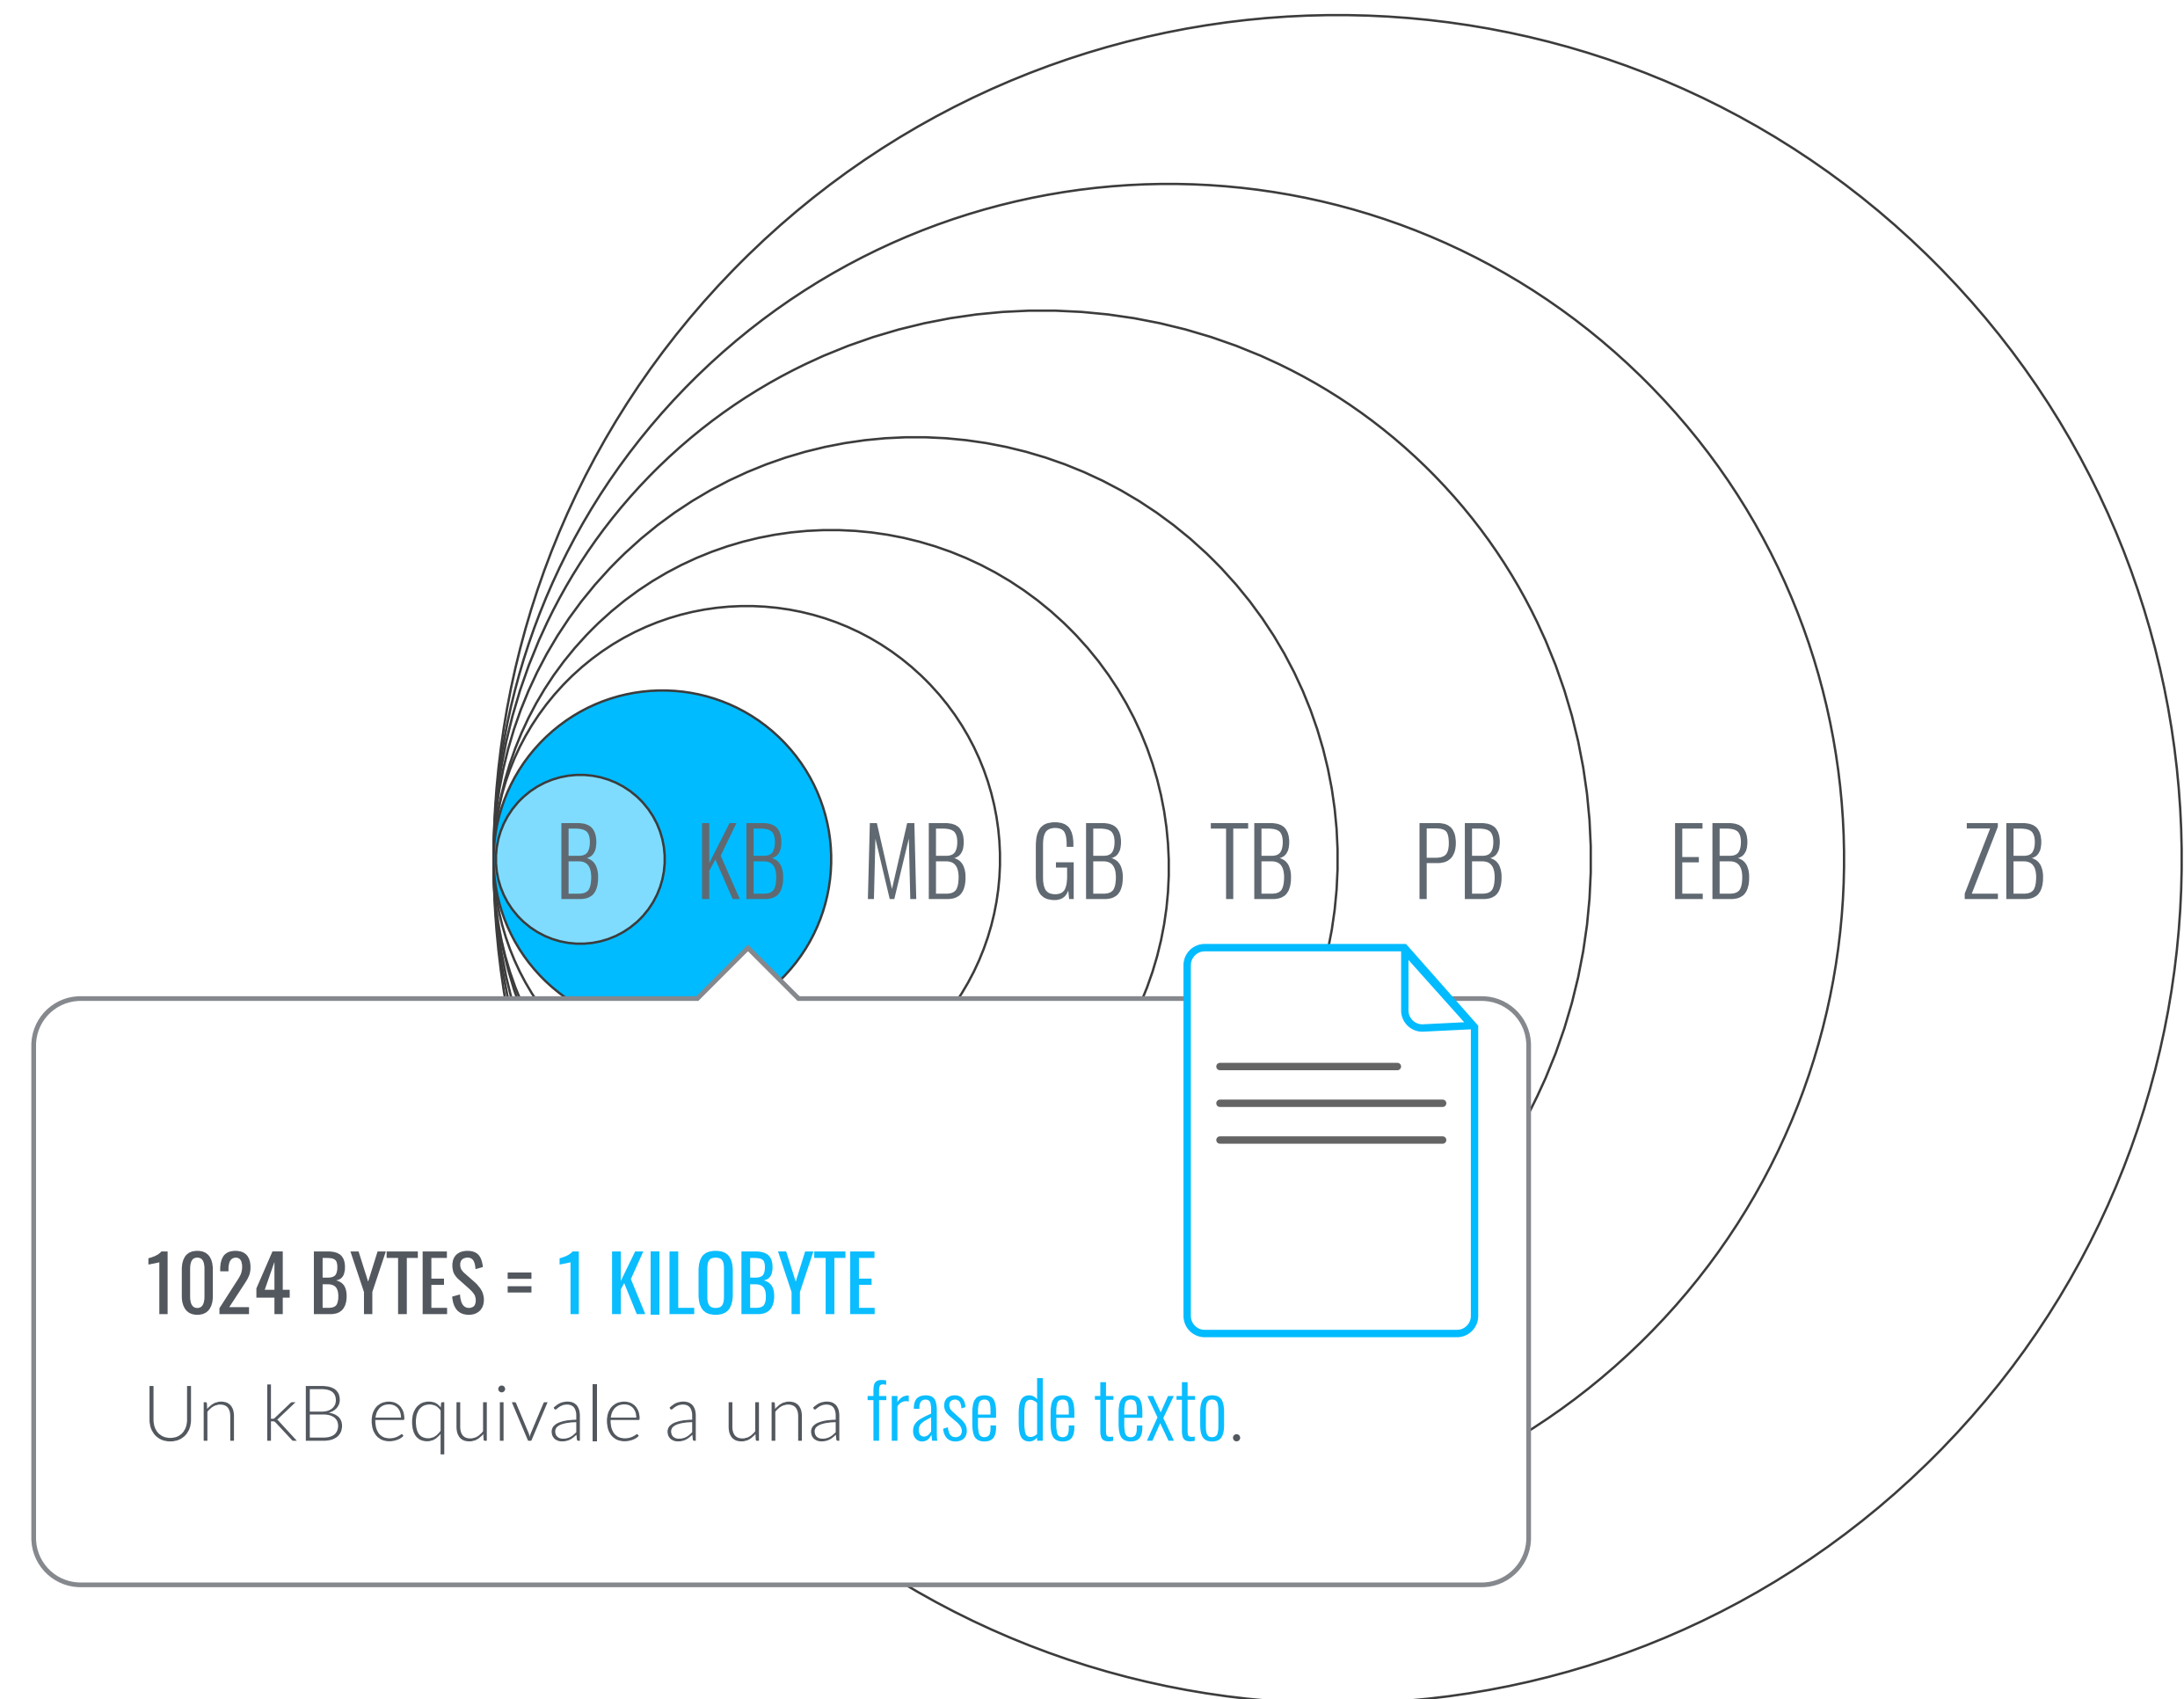 B KB MB GB TB PB EB ZB
1024 BYTES = 1 KILOBYTE
Un KB equivale a una frase de texto.